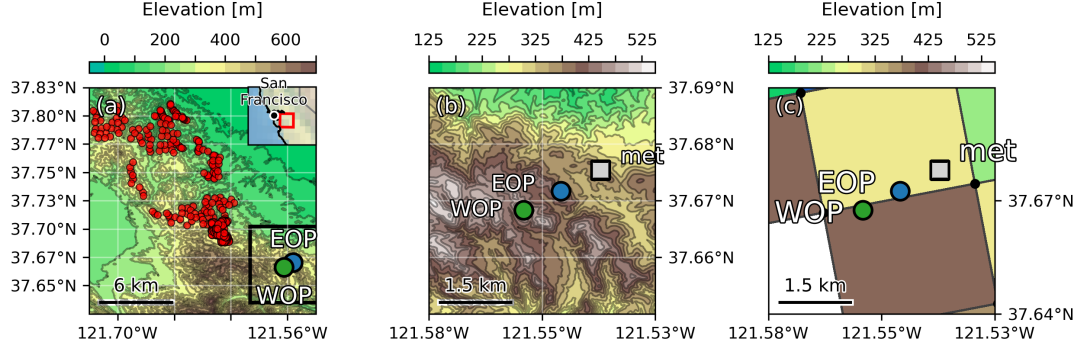 Elevation [m]
0 200 400 600
37.83°N
37.80°N
37.77°N
37.75°N
37.73°N
37.70°N
37.67°N
37.65°N
(a)
San
Francisco
EOP
WOP
6 km
121.70°W 121.56°W
Elevation [m]
125 225 325 445 525
(b)
met
EOP
WOP
1.5 km
37.69°N
37.68°N
37.67°N
37.66°N
121.58°W 121.55°W 121.53°W
Elevation [m]
125 225 325 445 525
(c)
met
EOP
WOP
1.5 km
37.67°N
37.64°N
121.58°W 121.55°W 121.53°W